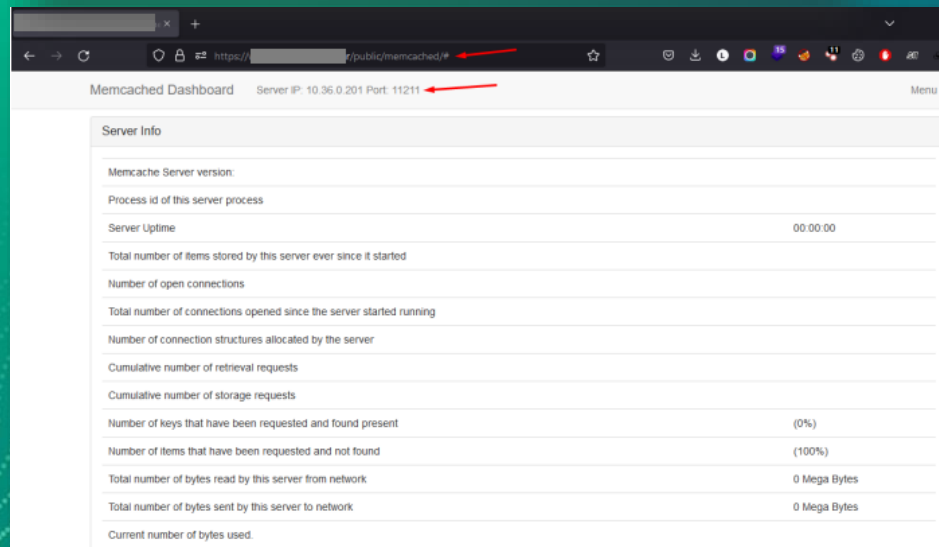 https://
r/public/memcached/#
15
11
Memcached Dashboard Server IP: 10.36.0.201 Port: 11211
Menu
Server Info
Memcache Server version:
Process id of this server process
Server Uptime 00:00:00
Total number of items stored by this server ever since it started
Number of open connections
Total number of connections opened since the server started running
Number of connection structures allocated by the server
Cumulative number of retrieval requests
Cumulative number of storage requests
Number of keys that have been requested and found present (0%)
Number of items that have been requested and not found (100%)
Total number of bytes read by this server from network 0 Mega Bytes
Total number of bytes sent by this server to network 0 Mega Bytes
Current number of bytes used.